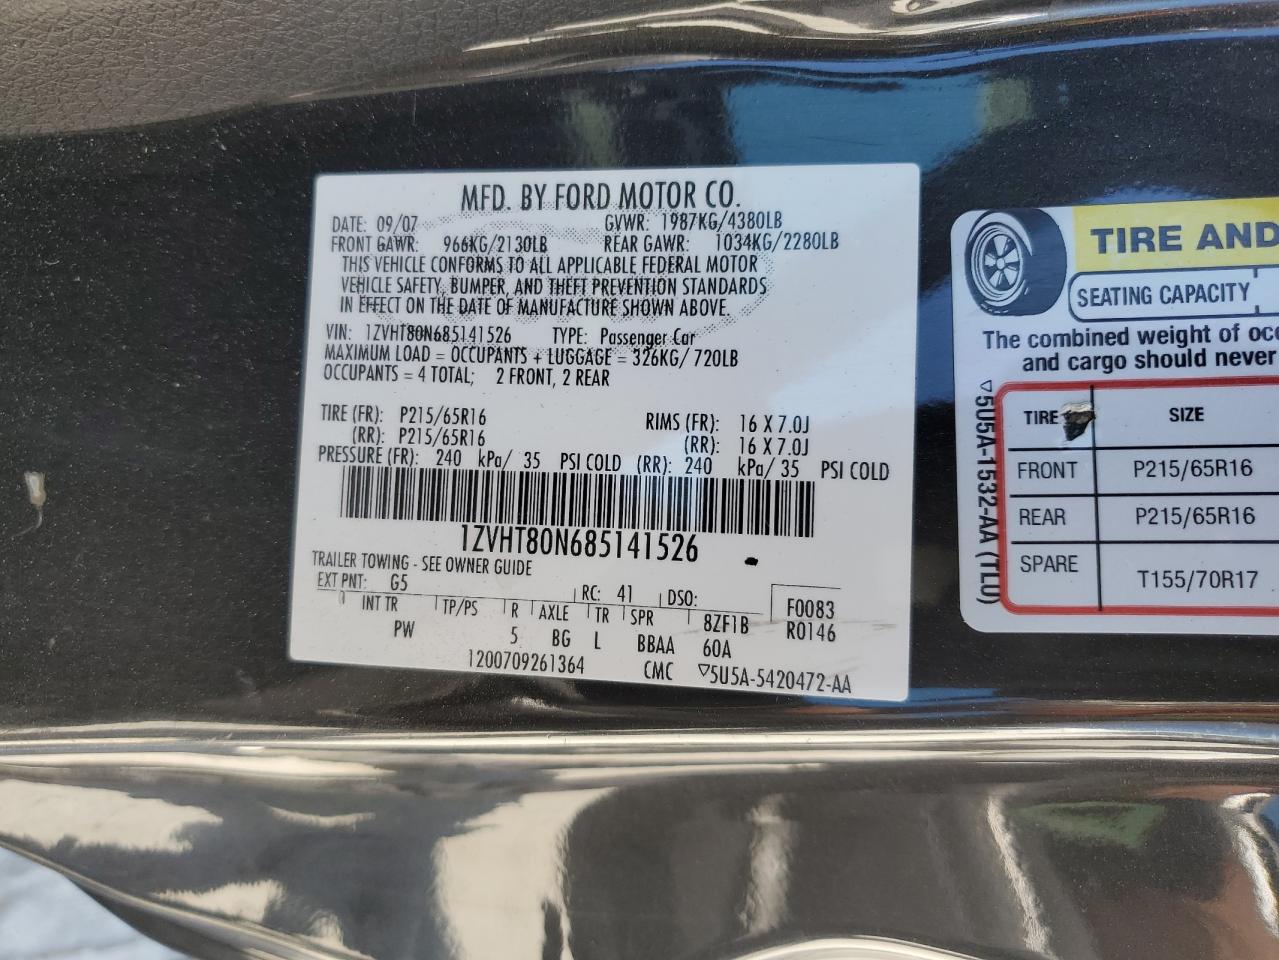 MFD. BY FORD MOTOR CO.
DATE: 09/07 GVWR: 1987KG/4380LB
FRONT GAWR: 966KG/2130LB REAR GAWR: 1034KG/2280LB
THIS VEHICLE CONFORMS TO ALL APPLICABLE FEDERAL MOTOR
VEHICLE SAFETY, BUMPER, AND THEFT PREVENTION STANDARDS
IN EFFECT ON THE DATE OF MANUFACTURE SHOWN ABOVE.
VIN: 1ZVHT80N685141526 TYPE: Passenger Car
MAXIMUM LOAD = OCCUPANTS + LUGGAGE = 326KG/ 720LB
OCCUPANTS = 4 TOTAL; 2 FRONT, 2 REAR
TIRE (FR): P215/65R16 RIMS (FR): 16 X 7.0J
(RR): P215/65R16 (RR): 16 X 7.0J
PRESSURE (FR): 240 kPa/ 35 PSI COLD (RR): 240 kPa/ 35 PSI COLD
1ZVHT80N685141526
TRAILER TOWING - SEE OWNER GUIDE
EXT PNT: G5 RC: 41 DSO: F0083
INT TR TP/PS R AXLE TR SPR 8ZF1B R0146
PW 5 BG L BBAA 60A
1200709261364 CMC ▽5U5A-5420472-AA
TIRE AND
SEATING CAPACITY
The combined weight of
and cargo should never
TIRE SIZE
FRONT P215/65R16
REAR P215/65R16
SPARE T155/70R17
▽5U5A-1532-AA (TLU)